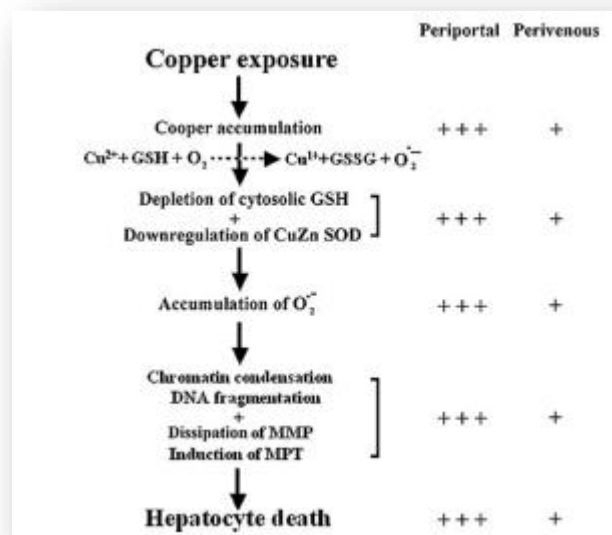 Periportal Perivenous
Copper exposure
Cooper accumulation +++ +
Cu²⁺+GSH + O₂ Cu¹⁺+GSSG + O₂˙⁻
Depletion of cytosolic GSH
+ +++ +
Downregulation of CuZn SOD
Accumulation of O₂˙⁻ +++ +
Chromatin condensation
DNA fragmentation
+ +++ +
Dissipation of MMP
Induction of MPT
Hepatocyte death +++ +